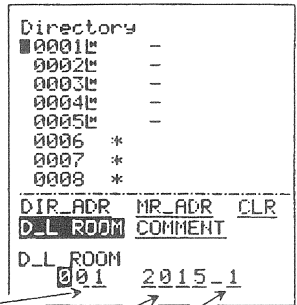 Directory
0001 -
0002 -
0003 -
0004 -
0005 -
0006 *
0007 *
0008 *
DIR_ADR MR_ADR CLR
D_L ROOM COMMENT
D_L ROOM
001 2015_1